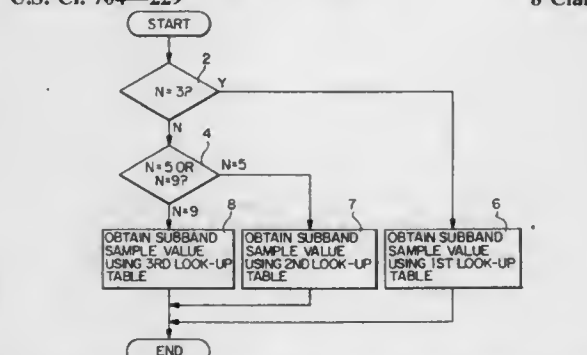 U.S. Cl. 704—229
8 Clai
START
2
N=3?
Y
N
4
N=5 OR
N=9?
N=5
N=9
8
7
6
OBTAIN SUBBAND
SAMPLE VALUE
USING 3RD LOOK-UP
TABLE
OBTAIN SUBBAND
SAMPLE VALUE
USING 2ND LOOK-UP
TABLE
OBTAIN SUBBAND
SAMPLE VALUE
USING 1ST LOOK-UP
TABLE
END